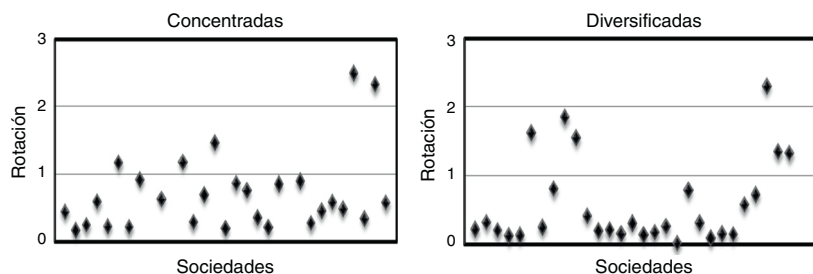 Concentradas
3
2
1
0
Rotación
Sociedades
Diversificadas
3
2
1
0
Rotación
Sociedades